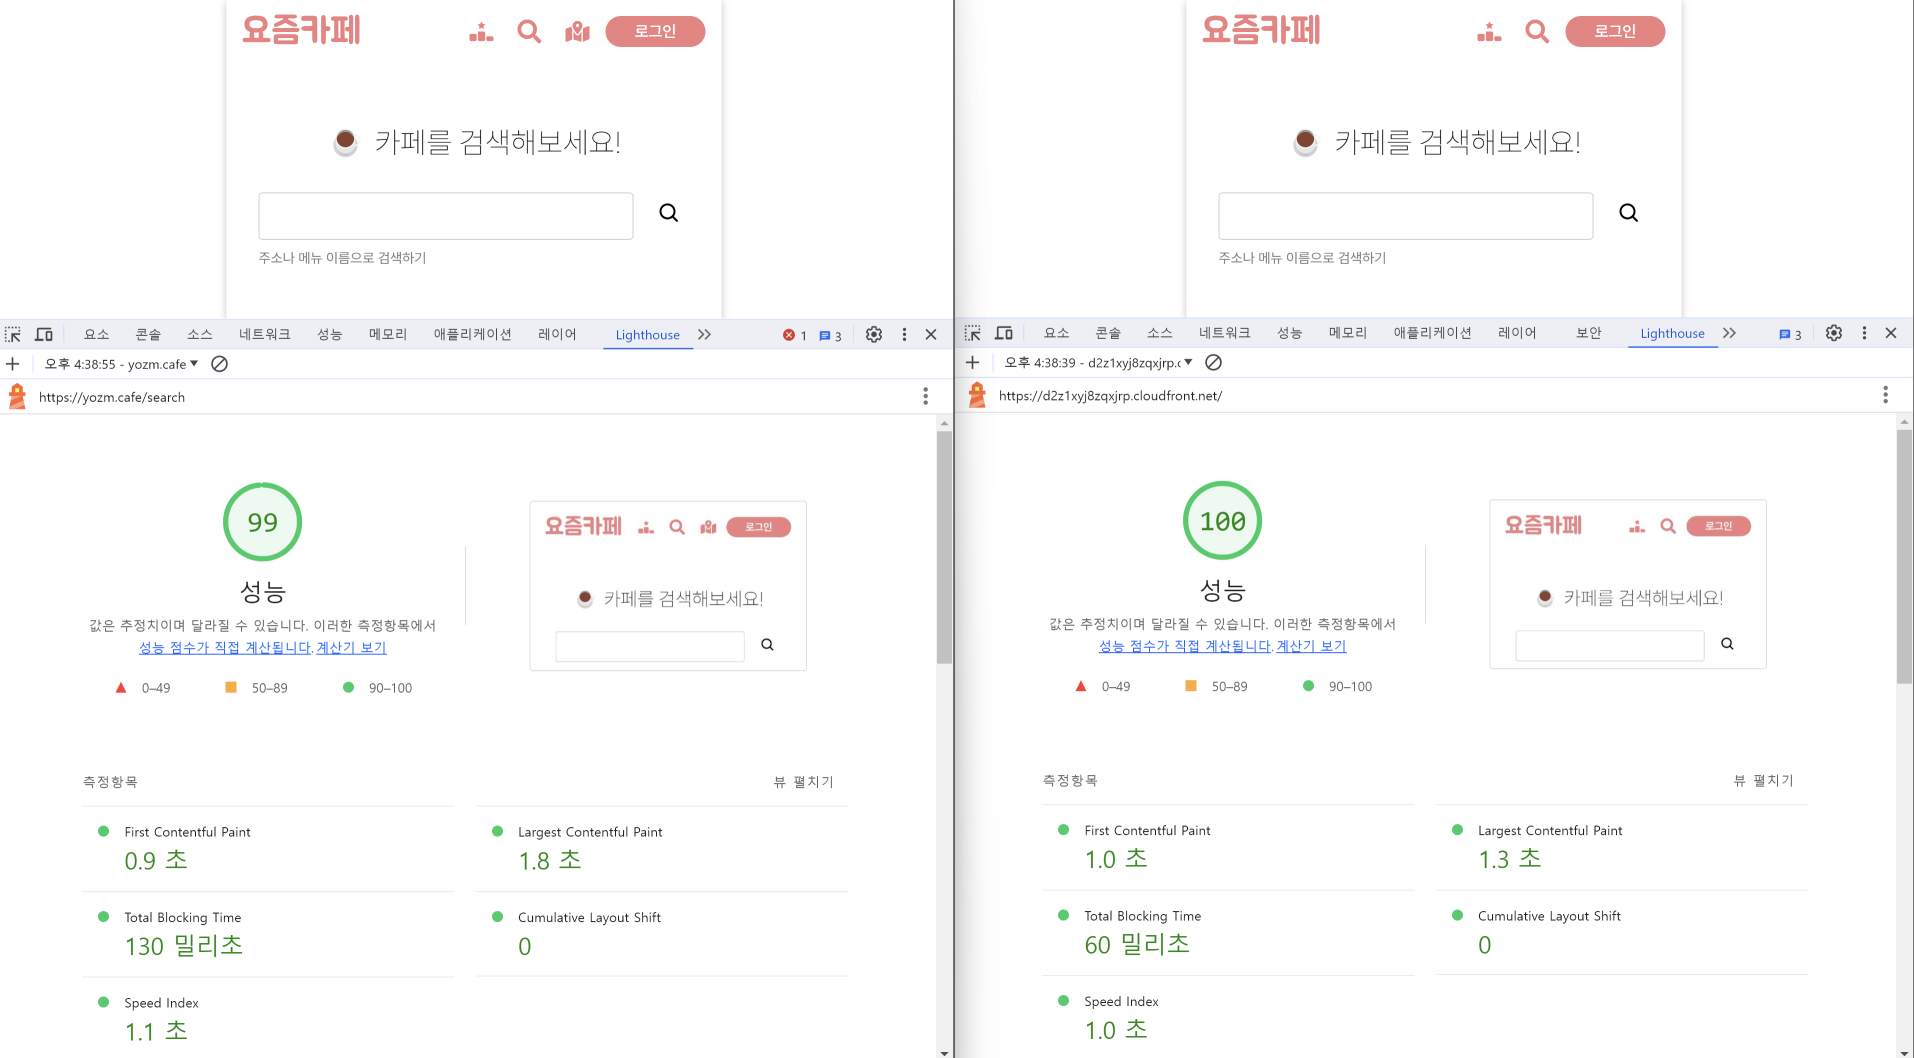 요즘카페
로그인
카페를 검색해보세요!
주소나 메뉴 이름으로 검색하기
요소 콘솔 소스 네트워크 성능 메모리 애플리케이션 레이어 Lighthouse 1 3
오후 4:38:55 - yozm.cafe
https://yozm.cafe/search
99
성능
값은 추정치이며 달라질 수 있습니다. 이러한 측정항목에서
성능 점수가 직접 계산됩니다. 계산기 보기
0–49 50–89 90–100
요즘카페 로그인
카페를 검색해보세요!
측정항목 뷰 펼치기
First Contentful Paint
0.9 초
Largest Contentful Paint
1.8 초
Total Blocking Time
130 밀리초
Cumulative Layout Shift
0
Speed Index
1.1 초
요즘카페
로그인
카페를 검색해보세요!
주소나 메뉴 이름으로 검색하기
요소 콘솔 소스 네트워크 성능 메모리 애플리케이션 레이어 보안 Lighthouse 3
오후 4:38:39 - d2z1xyj8zqxjrp.c
https://d2z1xyj8zqxjrp.cloudfront.net/
100
성능
값은 추정치이며 달라질 수 있습니다. 이러한 측정항목에서
성능 점수가 직접 계산됩니다. 계산기 보기
0–49 50–89 90–100
요즘카페 로그인
카페를 검색해보세요!
측정항목 뷰 펼치기
First Contentful Paint
1.0 초
Largest Contentful Paint
1.3 초
Total Blocking Time
60 밀리초
Cumulative Layout Shift
0
Speed Index
1.0 초